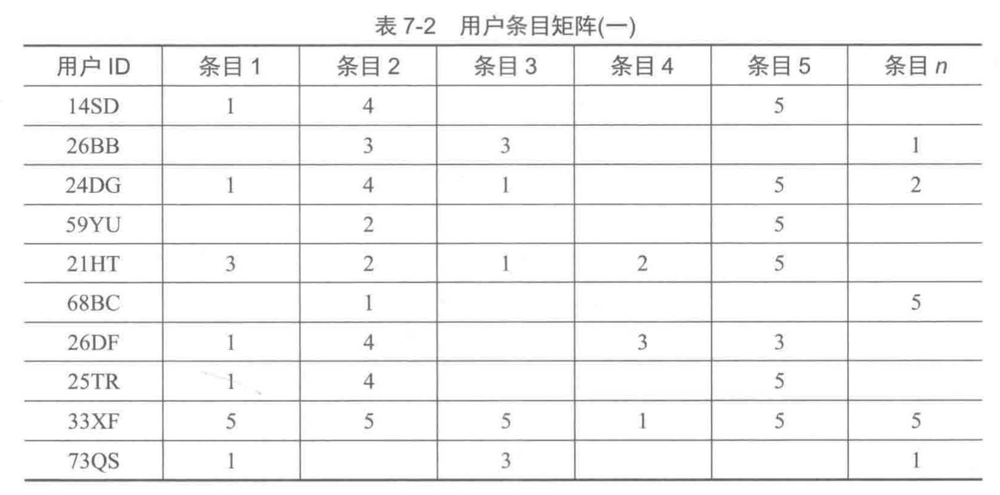 表 7-2 用户条目矩阵(一)
用户 ID 条目 1 条目 2 条目 3 条目 4 条目 5 条目 n
14SD 1 4 5
26BB 3 3 1
24DG 1 4 1 5 2
59YU 2 5
21HT 3 2 1 2 5
68BC 1 5
26DF 1 4 3 3
25TR 1 4 5
33XF 5 5 5 1 5 5
73QS 1 3 1